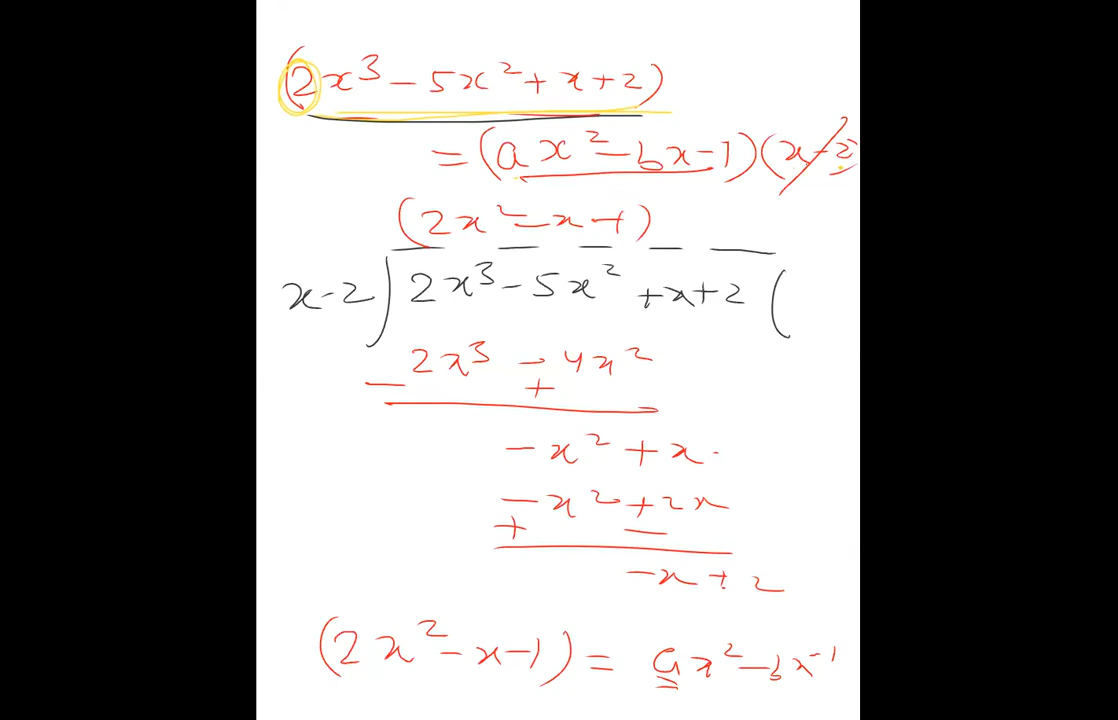 (2x³ - 5x² + x + 2)
= (ax² - bx - 1)(x - 2)
(2x² - x - 1)
x - 2 ) 2x³ - 5x² + x + 2 (
2x³ - 4x²
- +
- x² + x
- x² + 2x
+ -
- x + 2
(2x² - x - 1) = ax² - bx - 1